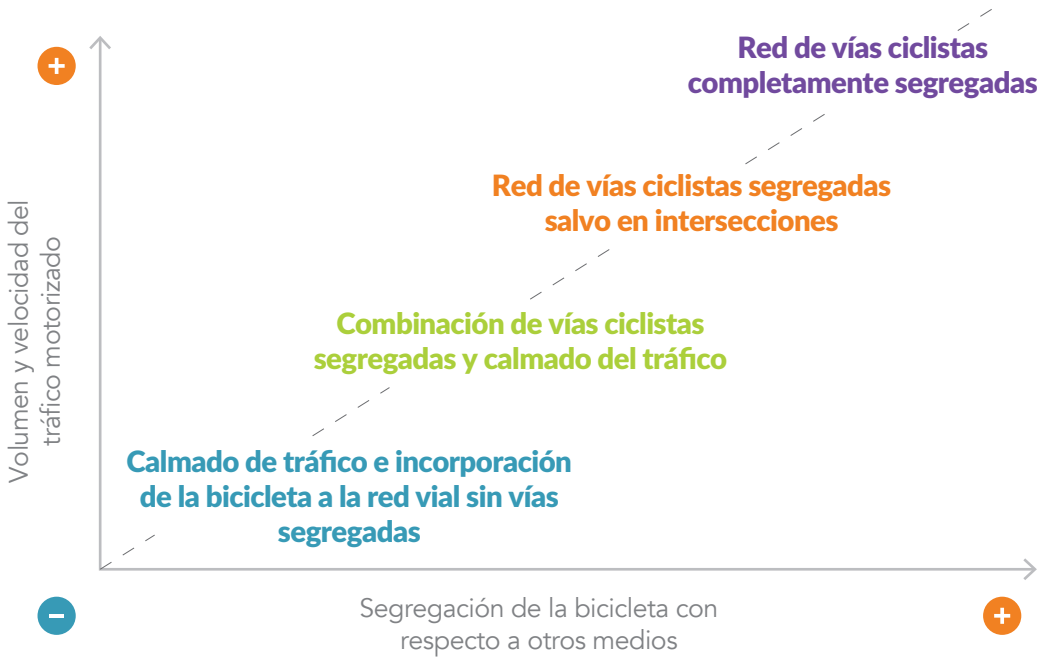 +
Red de vías ciclistas
completamente segregadas
Red de vías ciclistas segregadas
salvo en intersecciones
Volumen y velocidad del
tráfico motorizado
Combinación de vías ciclistas
segregadas y calmado del tráfico
Calmado de tráfico e incorporación
de la bicicleta a la red vial sin vías
segregadas
−
Segregación de la bicicleta con
respecto a otros medios
+